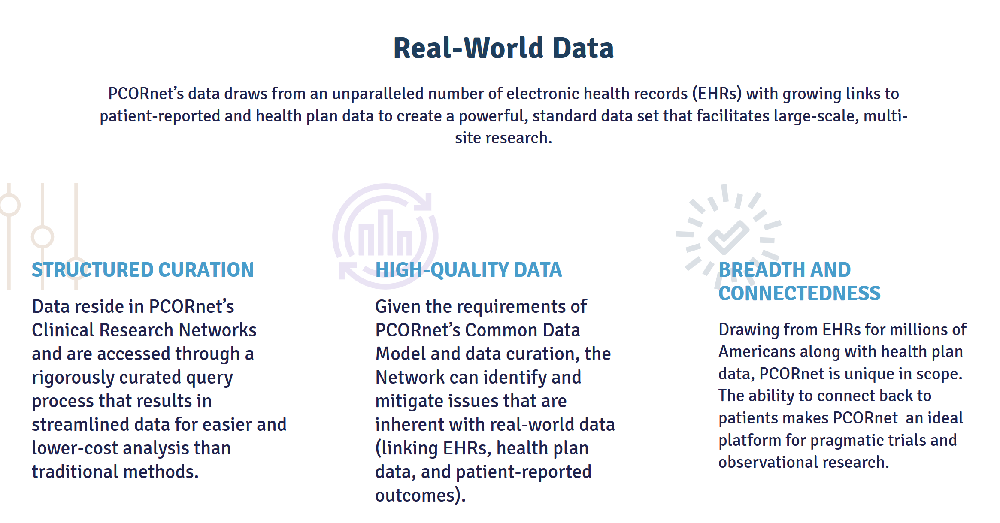 Real-World Data
PCORnet’s data draws from an unparalleled number of electronic health records (EHRs) with growing links to
patient-reported and health plan data to create a powerful, standard data set that facilitates large-scale, multi-
site research.
STRUCTURED CURATION
Data reside in PCORnet’s
Clinical Research Networks
and are accessed through a
rigorously curated query
process that results in
streamlined data for easier and
lower-cost analysis than
traditional methods.
HIGH-QUALITY DATA
Given the requirements of
PCORnet’s Common Data
Model and data curation, the
Network can identify and
mitigate issues that are
inherent with real-world data
(linking EHRs, health plan
data, and patient-reported
outcomes).
BREADTH AND
CONNECTEDNESS
Drawing from EHRs for millions of
Americans along with health plan
data, PCORnet is unique in scope.
The ability to connect back to
patients makes PCORnet  an ideal
platform for pragmatic trials and
observational research.